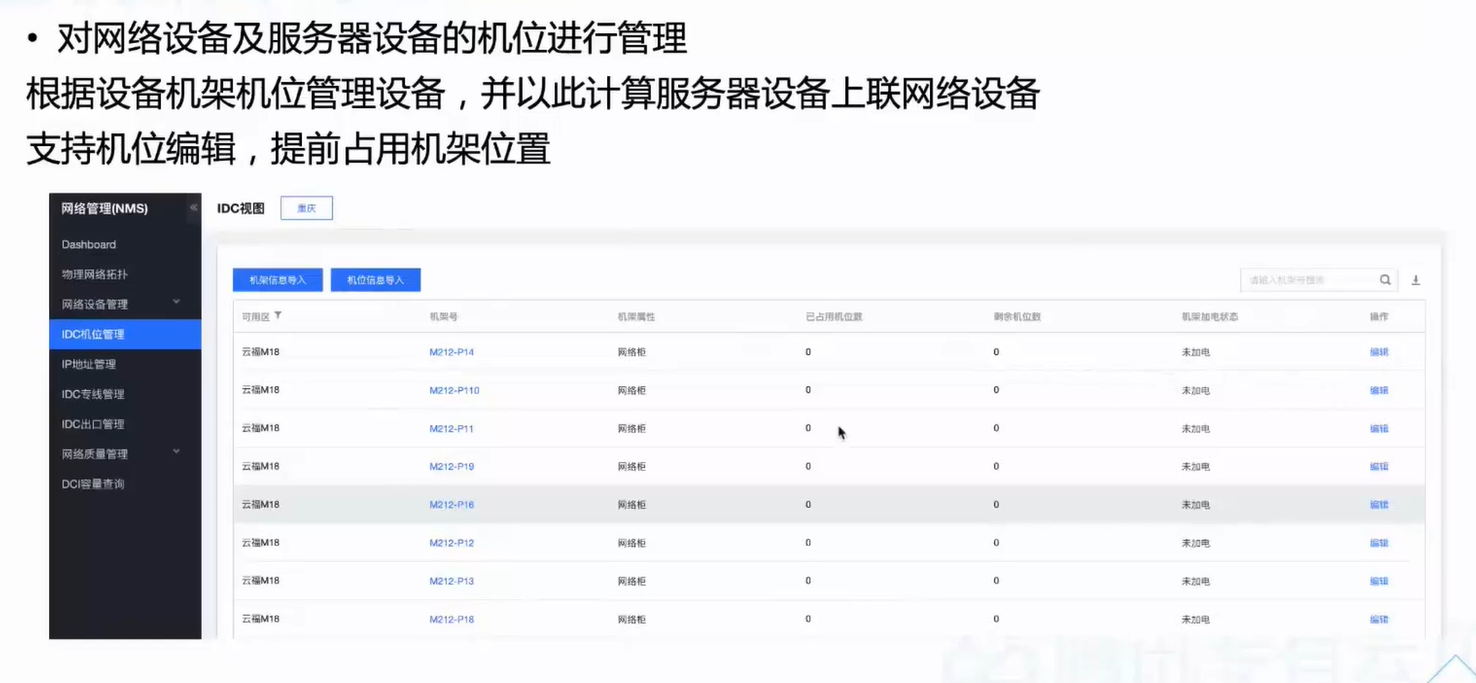 • 对网络设备及服务器设备的机位进行管理
根据设备机架机位管理设备，并以此计算服务器设备上联网络设备
支持机位编辑，提前占用机架位置
网络管理(NMS) «
Dashboard
物理网络拓扑
网络设备管理
IDC机位管理
IP地址管理
IDC专线管理
IDC出口管理
网络质量管理
DCI容量查询
IDC视图 重庆
机架信息导入 机位信息导入
可用区 机架号 机架属性 已占用机位数 剩余机位数 机架加电状态 操作
云福M18 M212-P14 网络柜 0 0 未加电 编辑
云福M18 M212-P110 网络柜 0 0 未加电 编辑
云福M18 M212-P11 网络柜 0 0 未加电 编辑
云福M18 M212-P19 网络柜 0 0 未加电 编辑
云福M18 M212-P16 网络柜 0 0 未加电 编辑
云福M18 M212-P12 网络柜 0 0 未加电 编辑
云福M18 M212-P13 网络柜 0 0 未加电 编辑
云福M18 M212-P18 网络柜 0 0 未加电 编辑